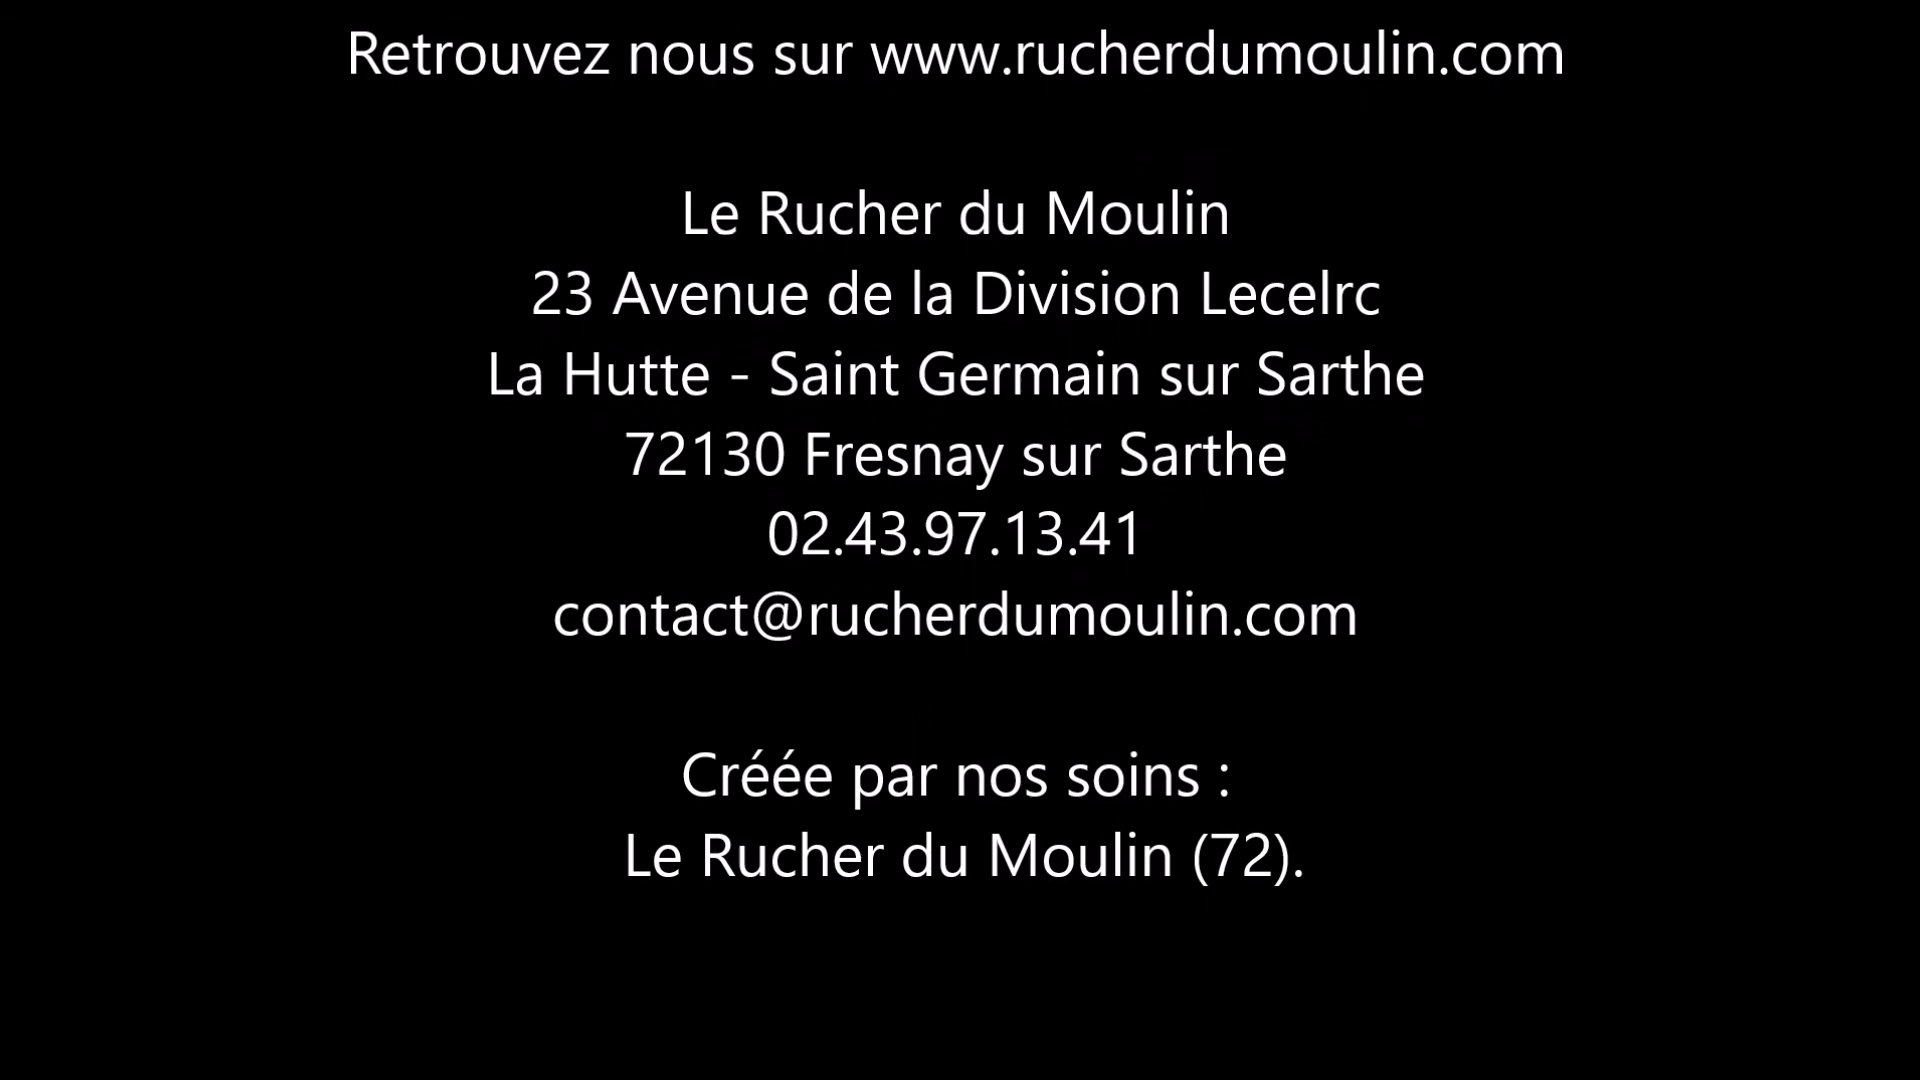 Retrouvez nous sur www.rucherdumoulin.com
Le Rucher du Moulin
23 Avenue de la Division Lecelrc
La Hutte - Saint Germain sur Sarthe
72130 Fresnay sur Sarthe
02.43.97.13.41
contact@rucherdumoulin.com
Créée par nos soins :
Le Rucher du Moulin (72).